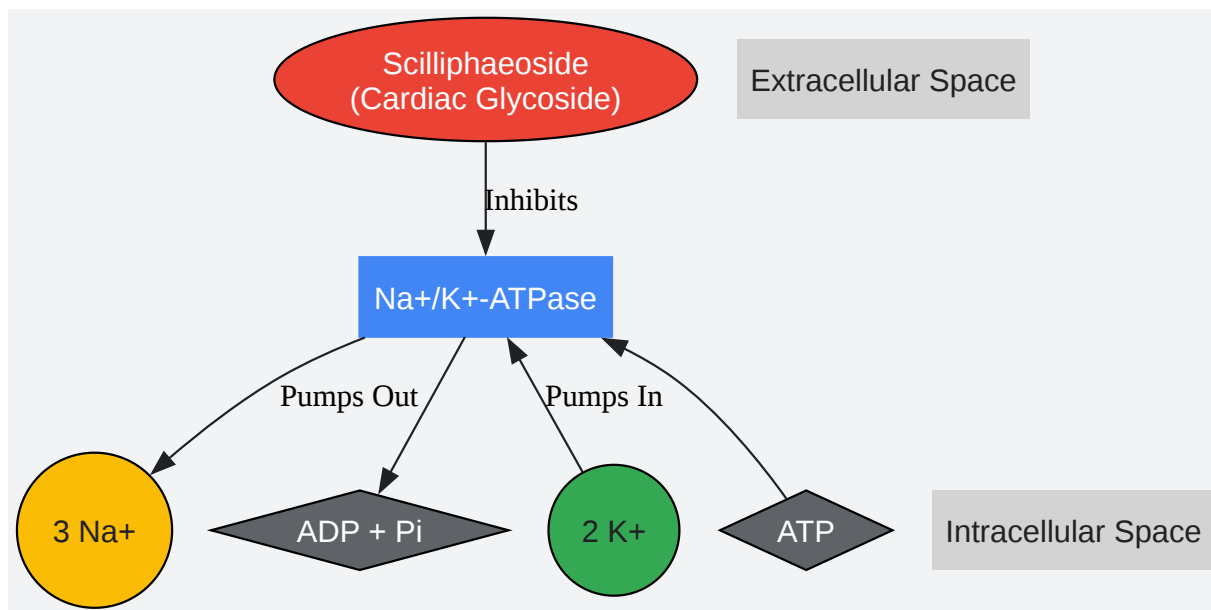 Scilliphaeoside
(Cardiac Glycoside)
Extracellular Space
Inhibits
Na+/K+-ATPase
Pumps Out
Pumps In
3 Na+
ADP + Pi
2 K+
ATP
Intracellular Space